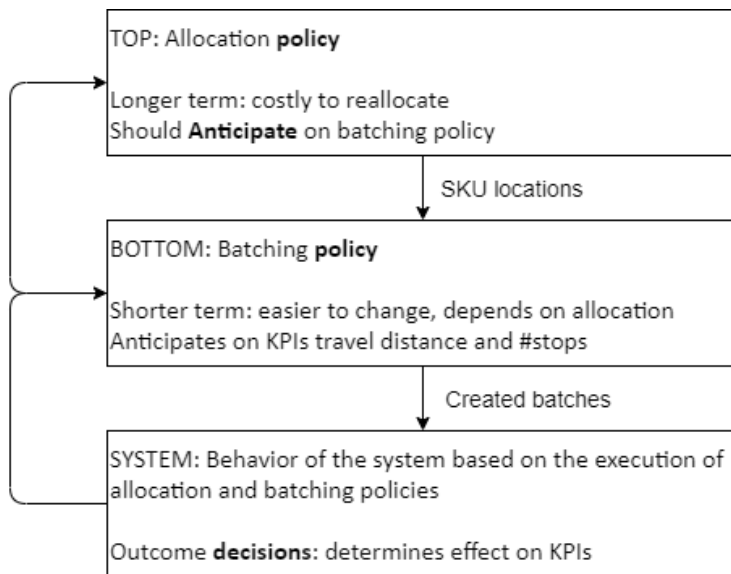 TOP: Allocation policy
Longer term: costly to reallocate
Should Anticipate on batching policy
SKU locations
BOTTOM: Batching policy
Shorter term: easier to change, depends on allocation
Anticipates on KPIs travel distance and #stops
Created batches
SYSTEM: Behavior of the system based on the execution of
allocation and batching policies
Outcome decisions: determines effect on KPIs